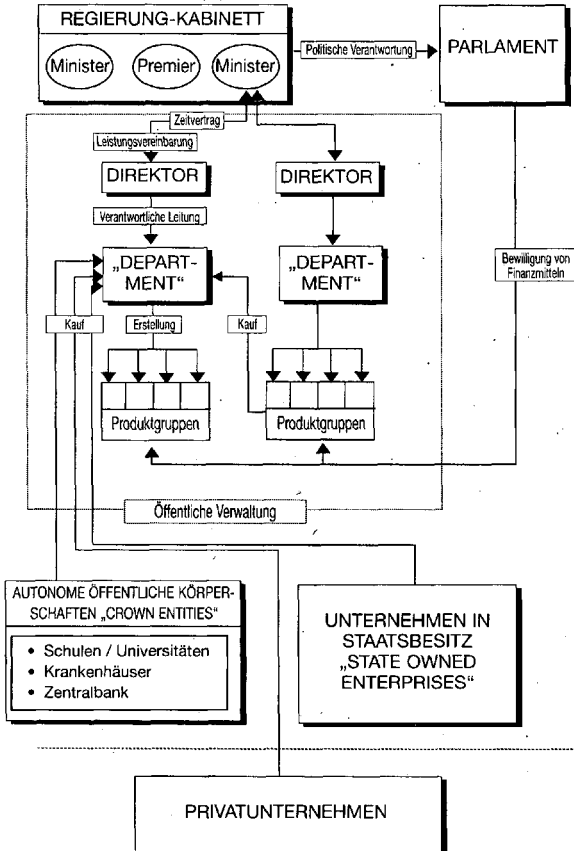 REGIERUNG-KABINETT
Minister
Premier
Minister
Politische Verantwortung
PARLAMENT
Zeitvertrag
Leistungsvereinbarung
DIREKTOR
DIREKTOR
Verantwortliche Leitung
„DEPART-
MENT“
„DEPART-
MENT“
Bewilligung von
Finanzmitteln
Kauf
Erstellung
Kauf
Produktgruppen
Produktgruppen
Öffentliche Verwaltung
AUTONOME ÖFFENTLICHE KÖRPER-
SCHAFTEN „CROWN ENTITIES“
• Schulen / Universitäten
• Krankenhäuser
• Zentralbank
UNTERNEHMEN IN
STAATSBESITZ
„STATE OWNED
ENTERPRISES“
PRIVATUNTERNEHMEN